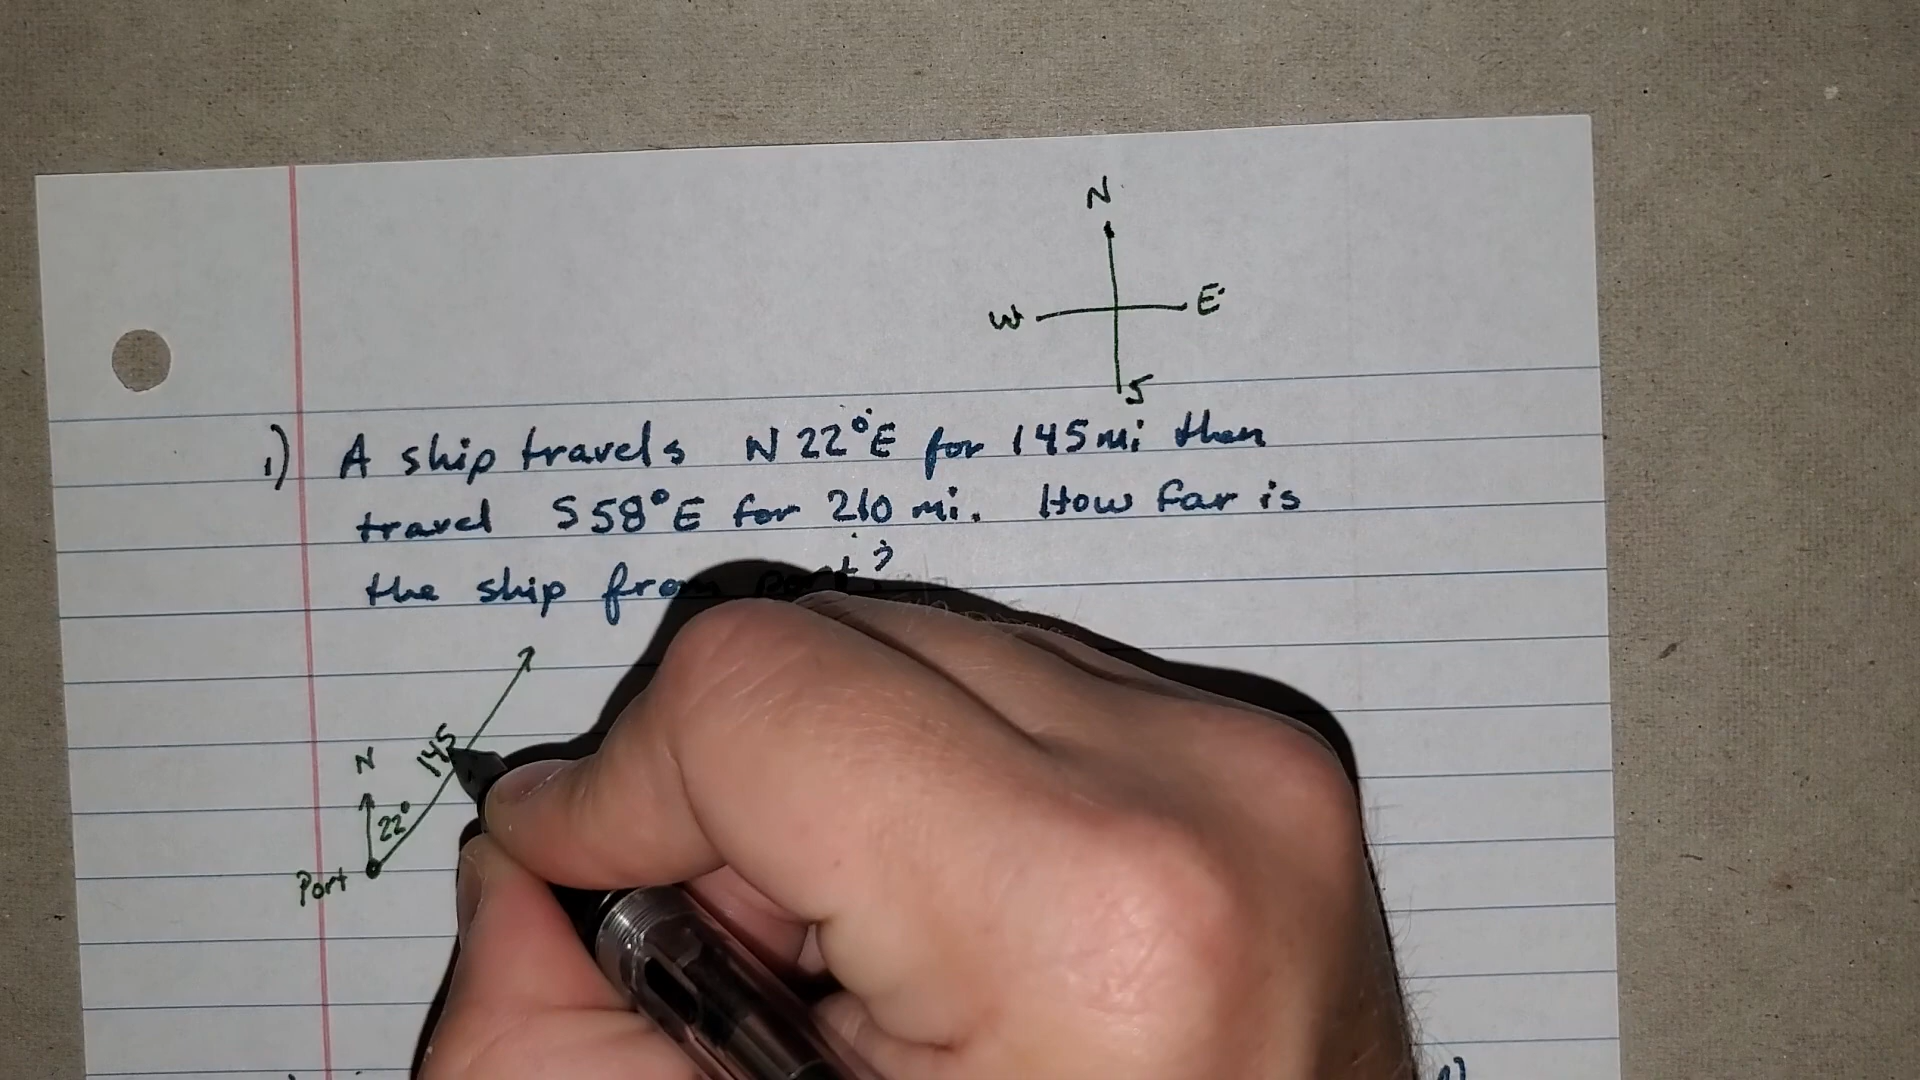 N
W E
S
1) A ship travels N 22°E for 145 mi then
travel S 58° E for 210 mi. How far is
the ship from port?
145
N
22°
Port